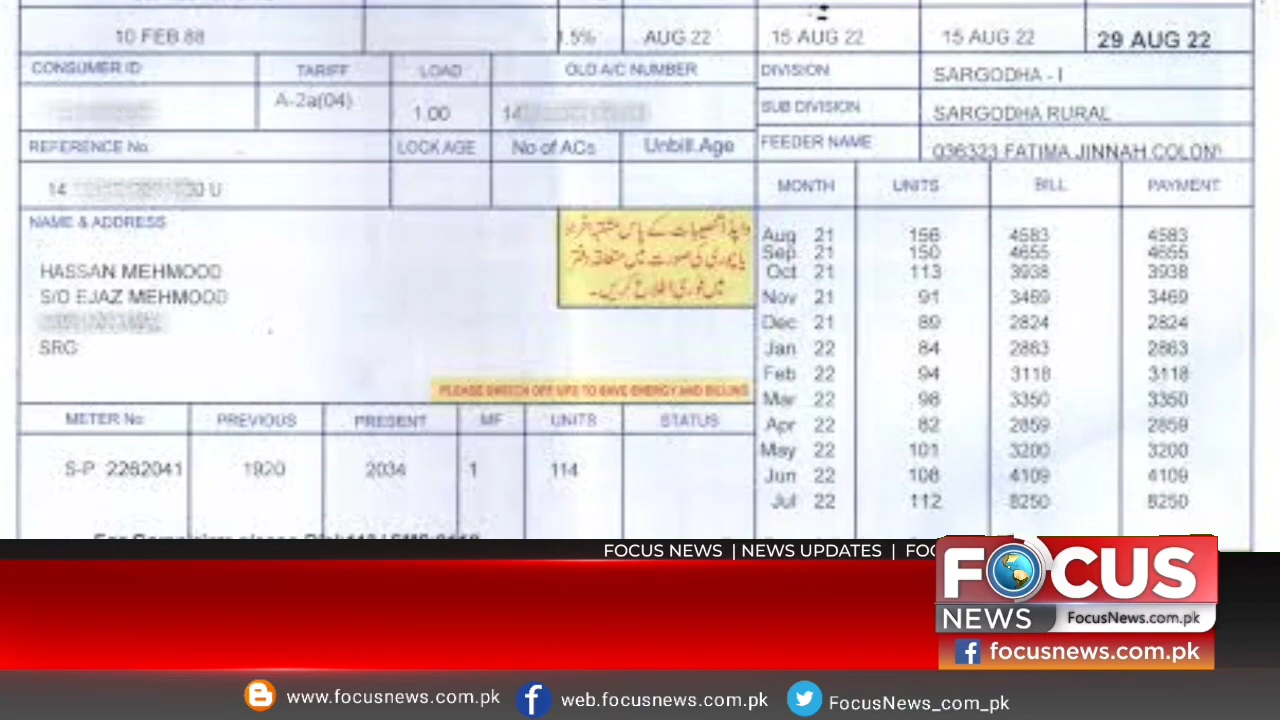 10 FEB 88 1.5% AUG 22 15 AUG 22 15 AUG 22 29 AUG 22
CONSUMER ID TARIFF LOAD OLD A/C NUMBER
A-2a(04) 1.00 14
REFERENCE No. LOCK AGE No of ACs Unbill.Age
14 U
NAME & ADDRESS
HASSAN MEHMOOD
S/O EJAZ MEHMOOD
SRG
میں فوری اطلاع کریں۔
PLEASE SWITCH OFF UPS TO SAVE ENERGY AND BILLING
METER No PREVIOUS PRESENT MF UNITS STATUS
S-P 2262041 1920 2034 1 114
DIVISION SARGODHA - I
SUB DIVISION SARGODHA RURAL
FEEDER NAME 036323 FATIMA JINNAH COLONY
MONTH UNITS BILL PAYMENT
Aug 21 156 4583 4583
Sep 21 150 4655 4655
Oct 21 113 3938 3938
Nov 21 91 3469 3469
Dec 21 89 2824 2824
Jan 22 84 2863 2863
Feb 22 94 3118 3118
Mar 22 98 3350 3350
Apr 22 82 2859 2859
May 22 101 3200 3200
Jun 22 108 4109 4109
Jul 22 112 8250 8250
FOCUS NEWS | NEWS UPDATES | FOC
FOCUS
NEWS FocusNews.com.pk
focusnews.com.pk
www.focusnews.com.pk web.focusnews.com.pk FocusNews_com_pk